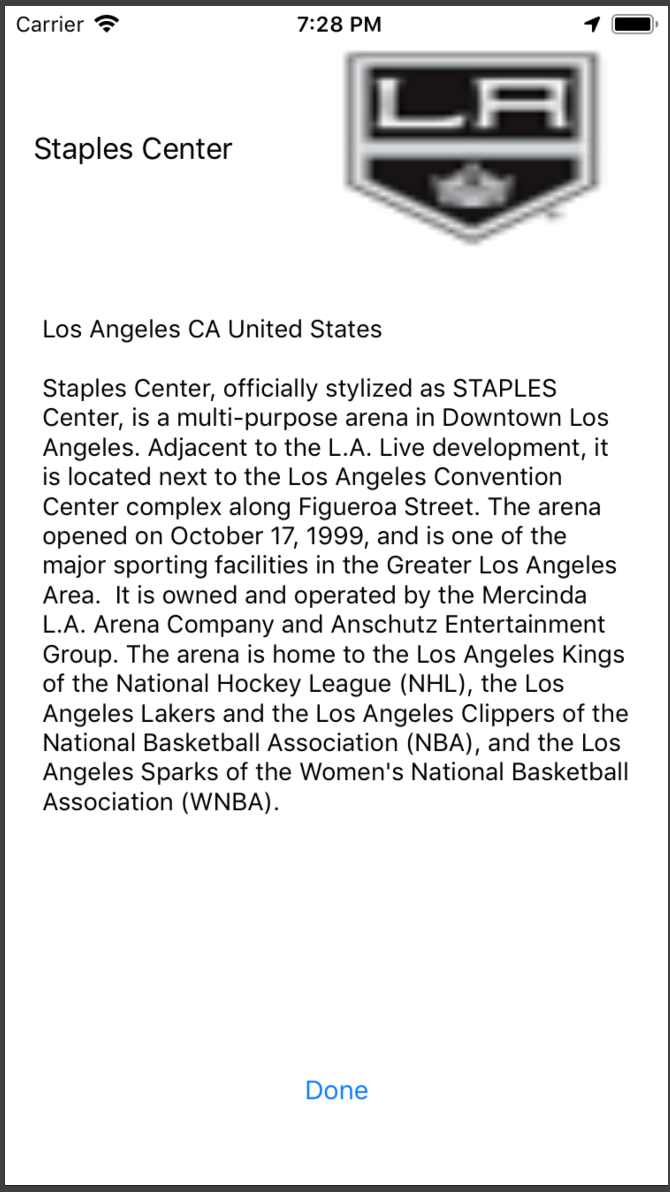 Carrier 7:28 PM
LA
Staples Center
Los Angeles CA United States
Staples Center, officially stylized as STAPLES
Center, is a multi-purpose arena in Downtown Los
Angeles. Adjacent to the L.A. Live development, it
is located next to the Los Angeles Convention
Center complex along Figueroa Street. The arena
opened on October 17, 1999, and is one of the
major sporting facilities in the Greater Los Angeles
Area.  It is owned and operated by the Mercinda
L.A. Arena Company and Anschutz Entertainment
Group. The arena is home to the Los Angeles Kings
of the National Hockey League (NHL), the Los
Angeles Lakers and the Los Angeles Clippers of the
National Basketball Association (NBA), and the Los
Angeles Sparks of the Women's National Basketball
Association (WNBA).
Done